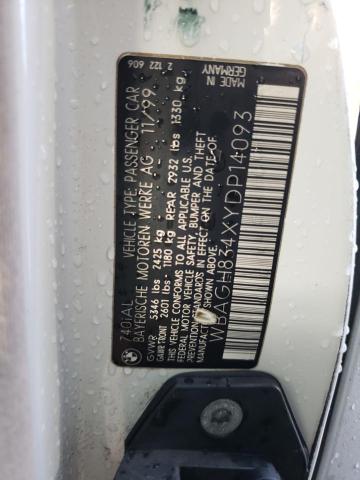 740iAL VEHICLE TYPE: PASSENGER CAR 2 122 606
BAYERISCHE MOTOREN WERKE AG 11/99
GVWR 5346 lbs 2425 kg
GAWR FRONT 2601 lbs 1180 kg REAR 2932 lbs 1330 kg
THIS VEHICLE CONFORMS TO ALL APPLICABLE U.S.
FEDERAL MOTOR VEHICLE SAFETY, BUMPER AND THEFT
PREVENTION STANDARDS IN EFFECT ON THE DATE OF
MANUFACTURE SHOWN ABOVE.
WBAGH834XYDP14093
MADE IN
GERMANY